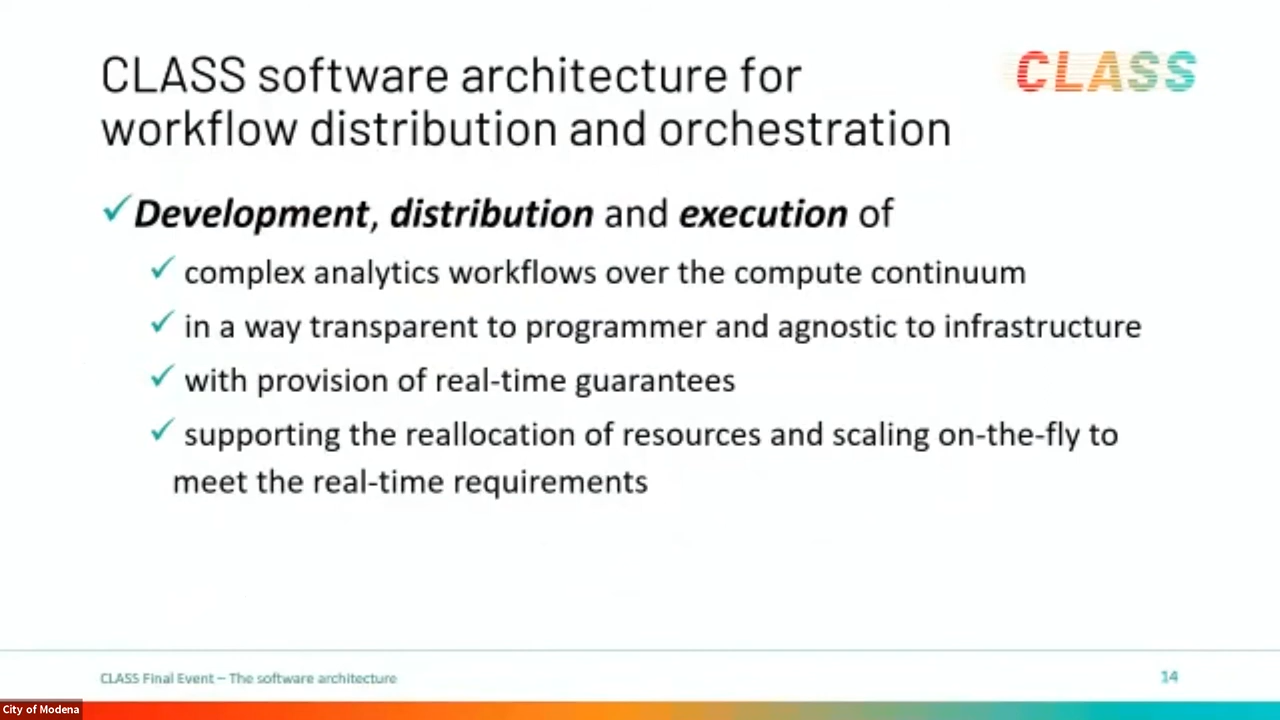 CLASS software architecture for
CLASS
workflow distribution and orchestration
✓Development, distribution and execution of
✓ complex analytics workflows over the compute continuum
✓ in a way transparent to programmer and agnostic to infrastructure
✓ with provision of real-time guarantees
✓ supporting the reallocation of resources and scaling on-the-fly to
meet the real-time requirements
CLASS Final Event – The software architecture
14
City of Modena